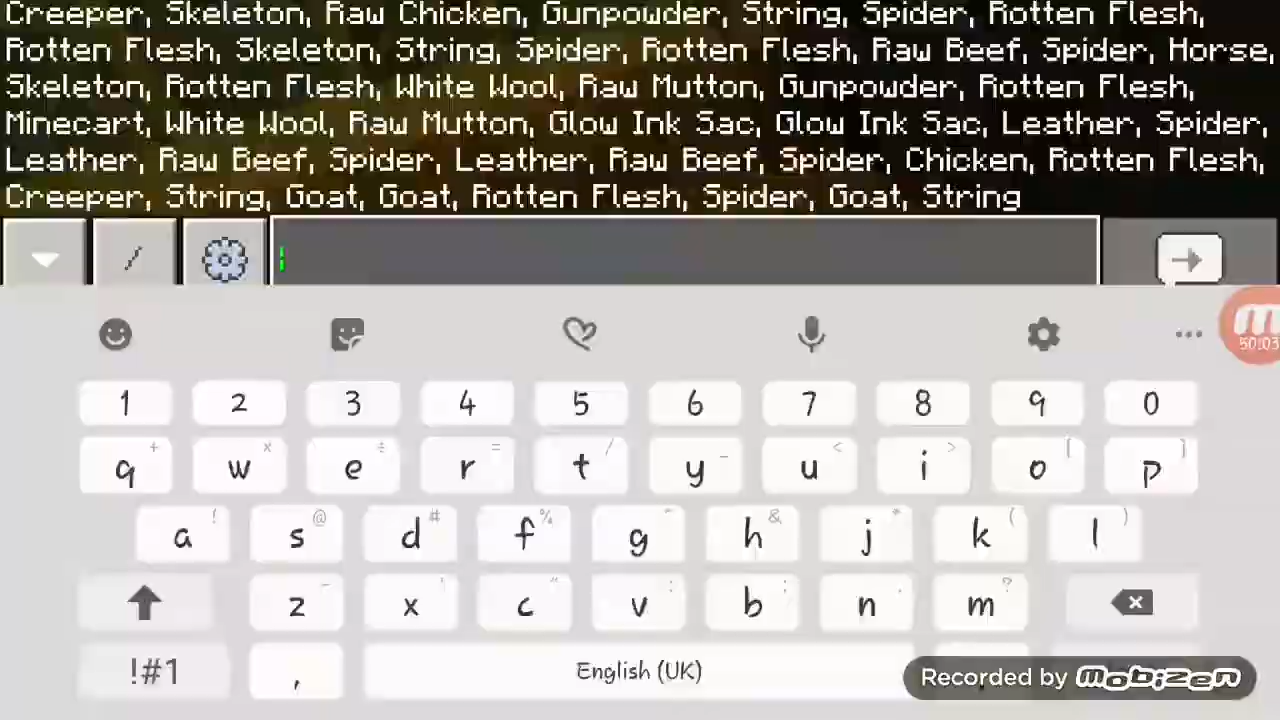 Creeper, Skeleton, Raw Chicken, Gunpowder, String, Spider, Rotten Flesh,
Rotten Flesh, Skeleton, String, Spider, Rotten Flesh, Raw Beef, Spider, Horse,
Skeleton, Rotten Flesh, White Wool, Raw Mutton, Gunpowder, Rotten Flesh,
Minecart, White Wool, Raw Mutton, Glow Ink Sac, Glow Ink Sac, Leather, Spider,
Leather, Raw Beef, Spider, Leather, Raw Beef, Spider, Chicken, Rotten Flesh,
Creeper, String, Goat, Goat, Rotten Flesh, Spider, Goat, String
/
50:03
1 2 3 4 5 6 7 8 9 0
q w e r t y u i o p
a s d f g h j k l
z x c v b n m
!#1 , English (UK)
Recorded by mobizen